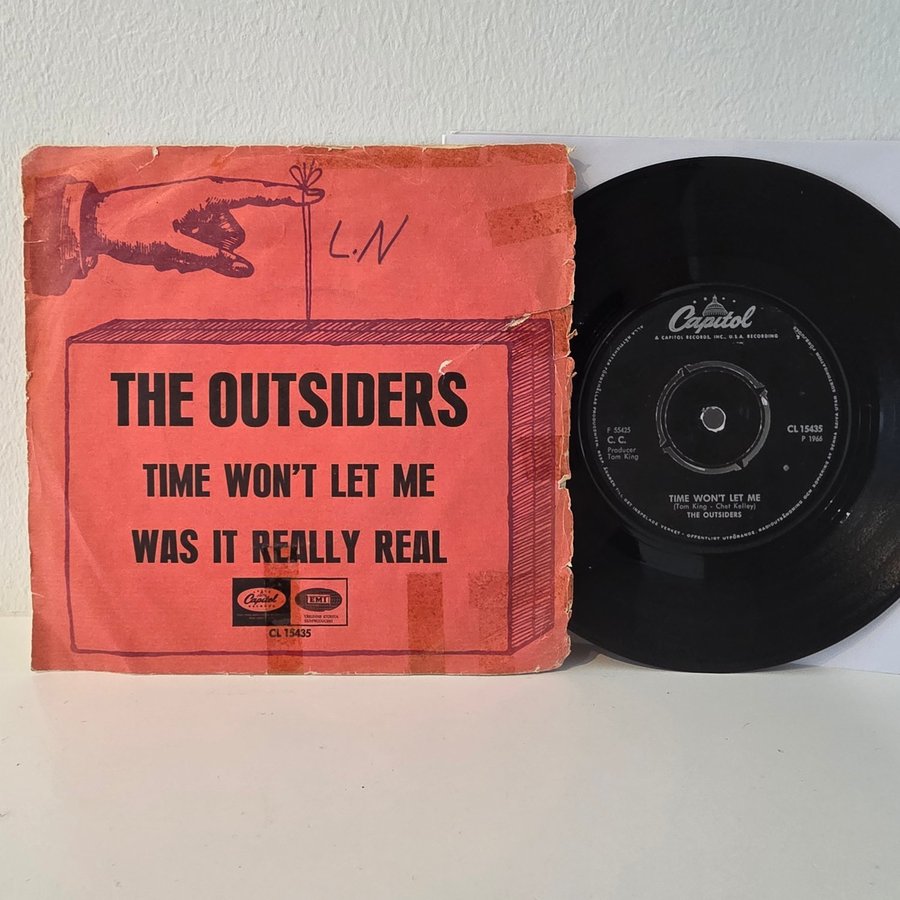 L.N
THE OUTSIDERS
TIME WON'T LET ME
WAS IT REALLY REAL
Capitol
RECORDS
EMI
CL 15435
Capitol
A CAPITOL RECORDS, INC., U.S.A. RECORDING
F 55425
C. C.
Producer
Tom King
CL 15435
P 1966
TIME WON'T LET ME
(Tom King - Chet Kelley)
THE OUTSIDERS